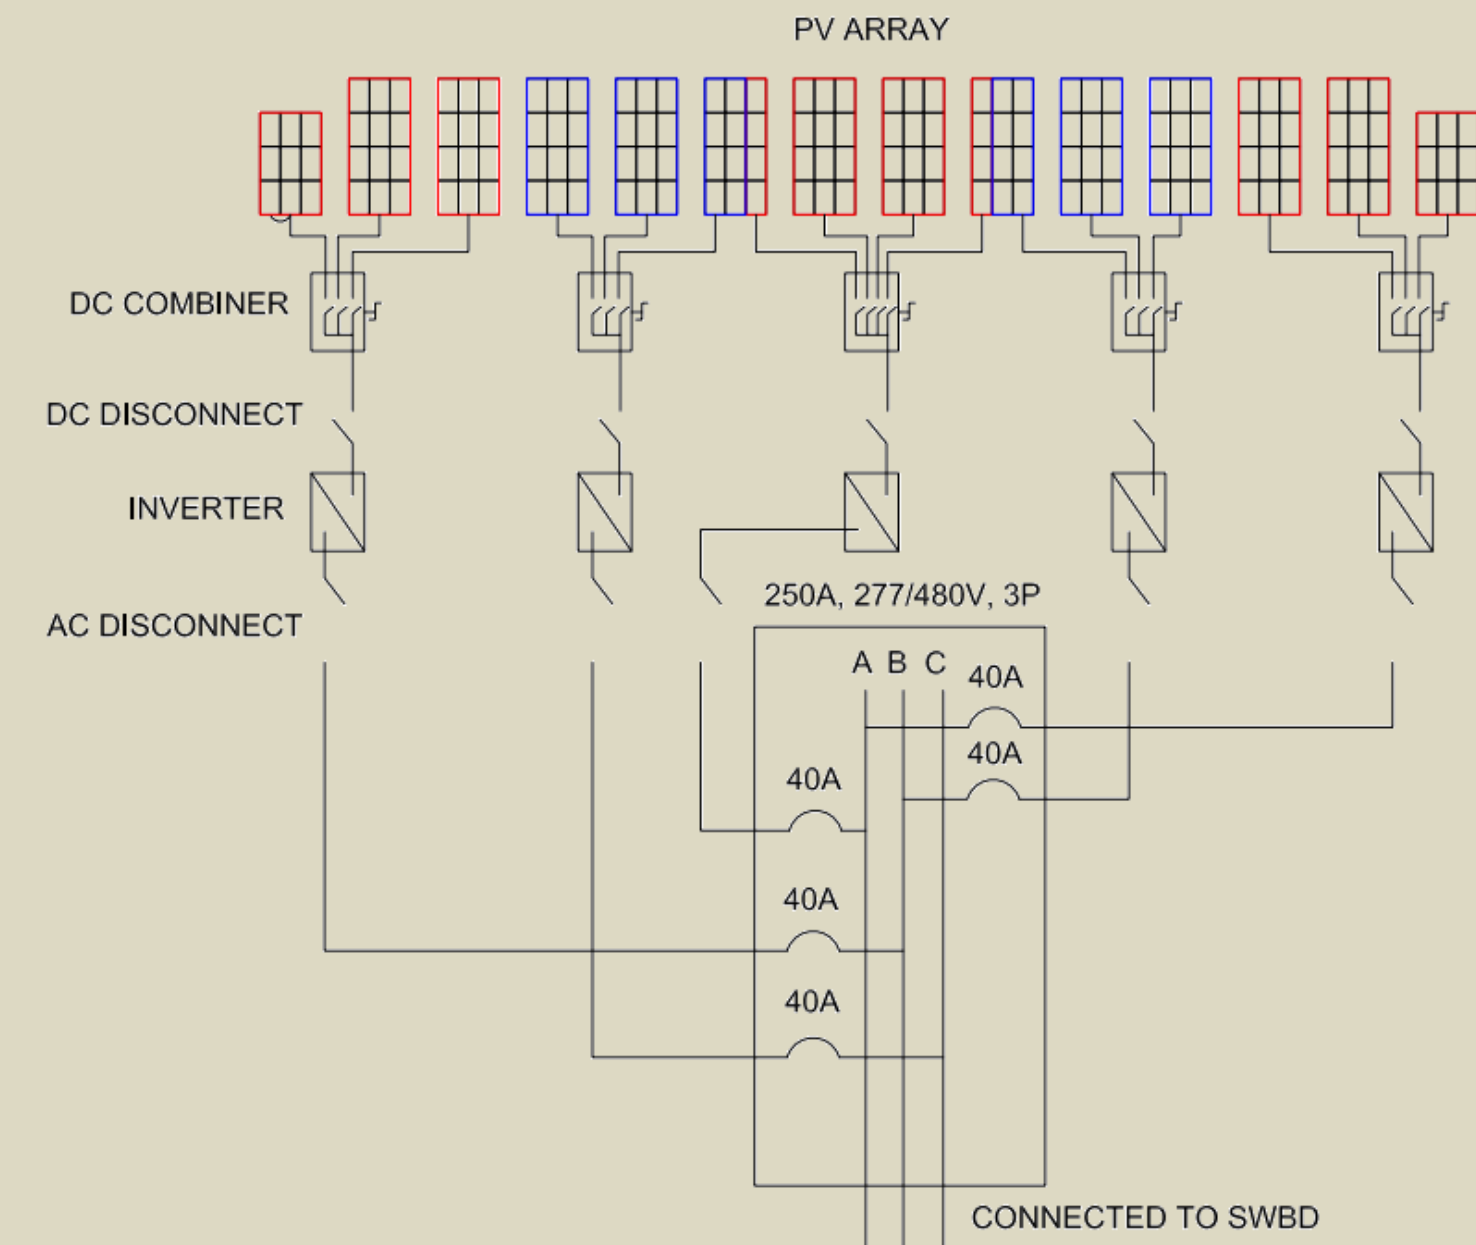 PV ARRAY
DC COMBINER
DC DISCONNECT
INVERTER
250A, 277/480V, 3P
AC DISCONNECT
A B C
40A
40A
40A
40A
40A
CONNECTED TO SWBD